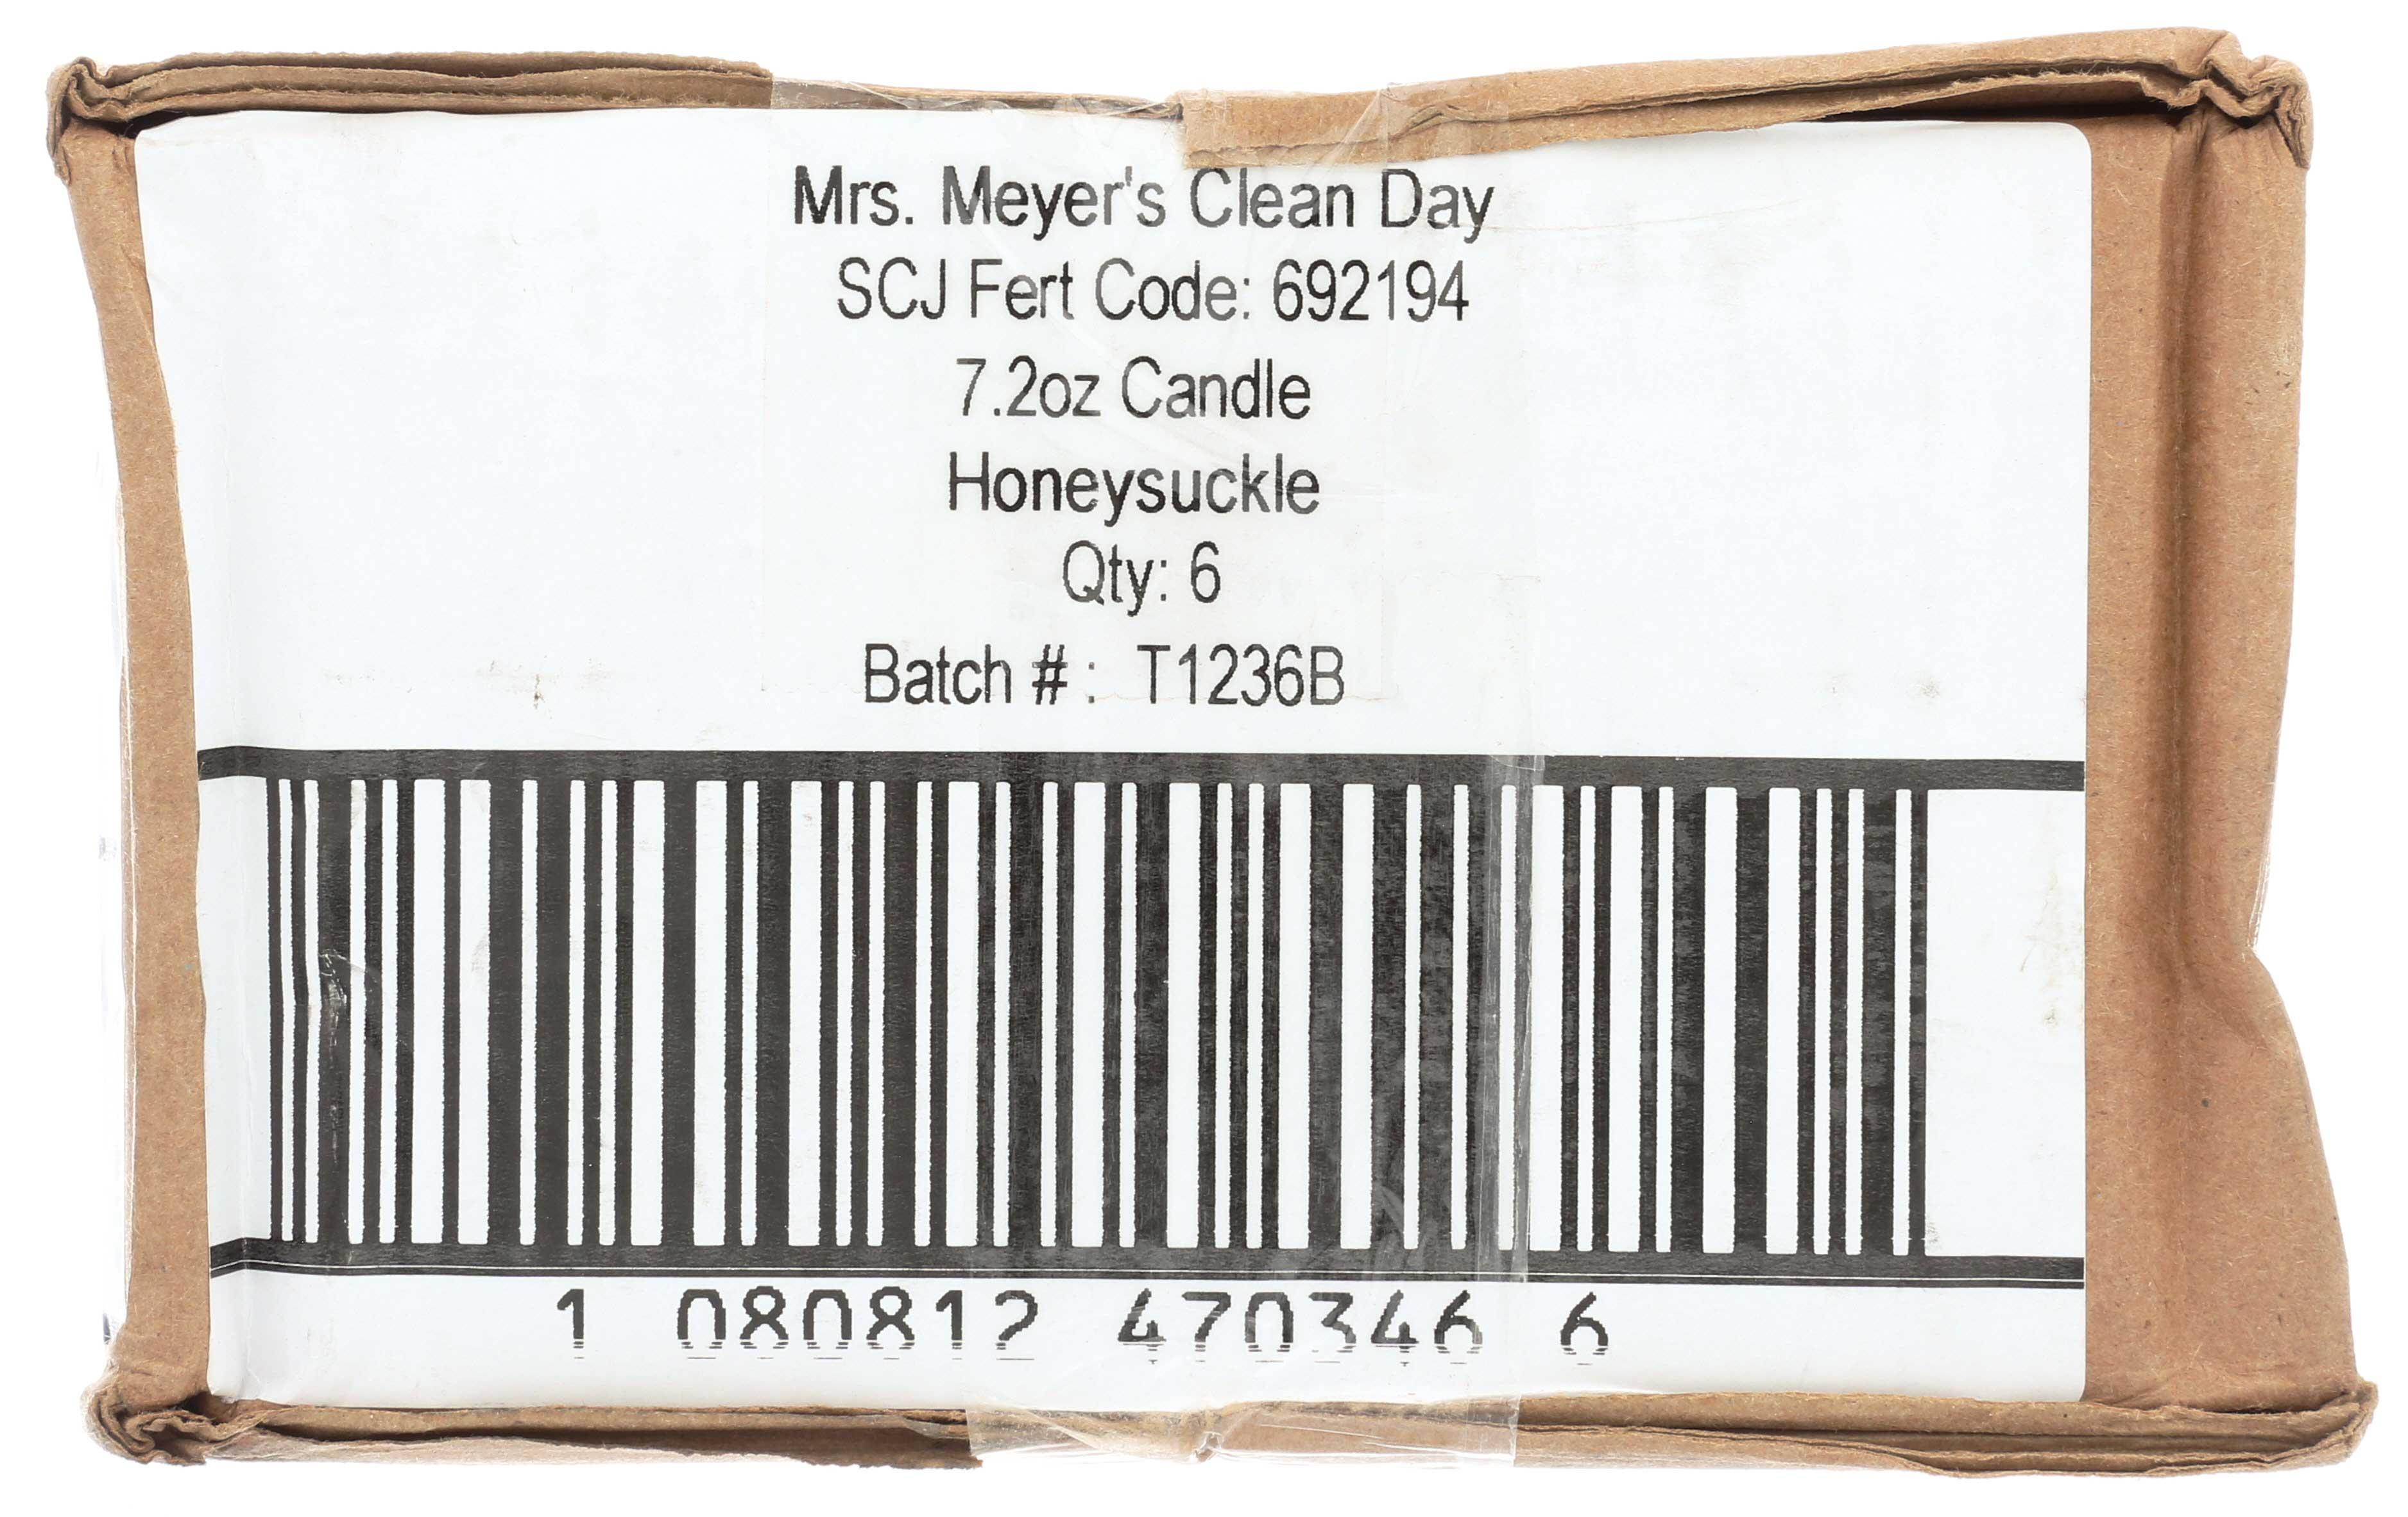 Mrs. Meyer's Clean Day
SCJ Fert Code: 692194
7.2oz Candle
Honeysuckle
Qty: 6
Batch # : T1236B
1 080812 470346 6